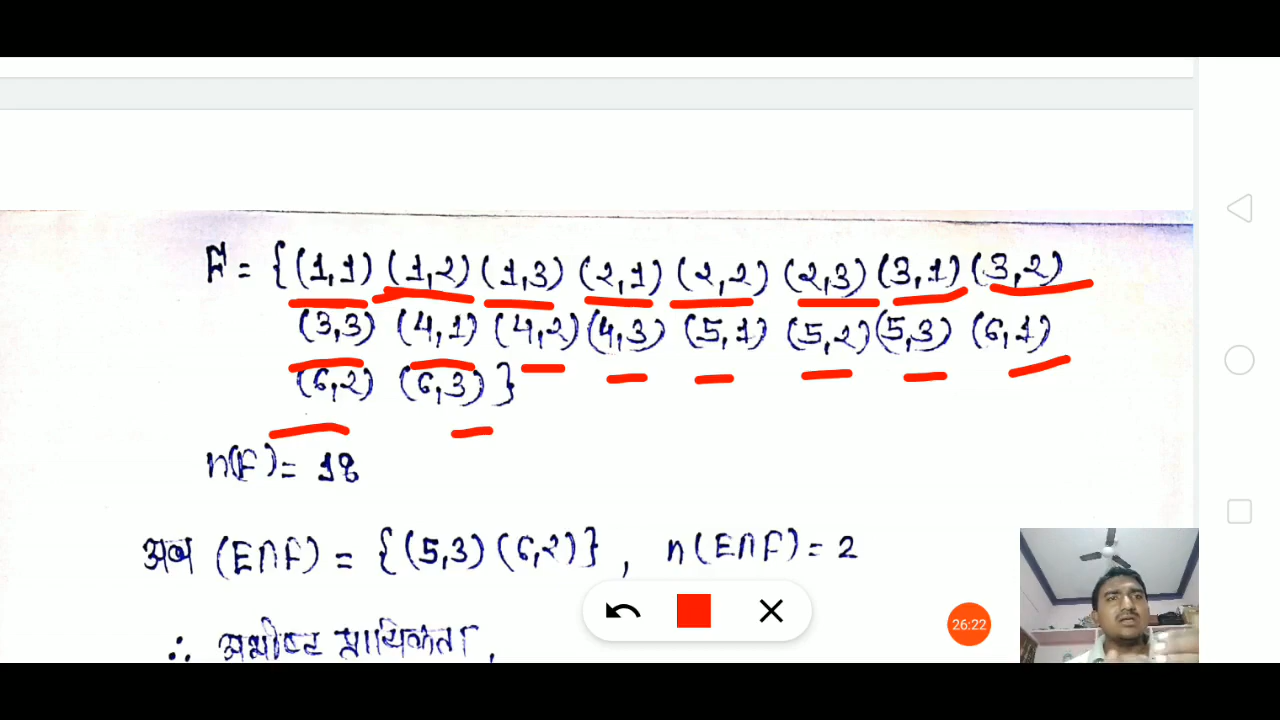 F = {(1,1) (1,2) (1,3) (2,1) (2,2) (2,3) (3,1) (3,2)
(3,3) (4,1) (4,2) (4,3) (5,1) (5,2) (5,3) (6,1)
(6,2) (6,3)}
n(F) = 18
अब (E∩F) = {(5,3) (6,2)}, n(E∩F) = 2
∴ अभीष्ट प्रायिकता,
26:22